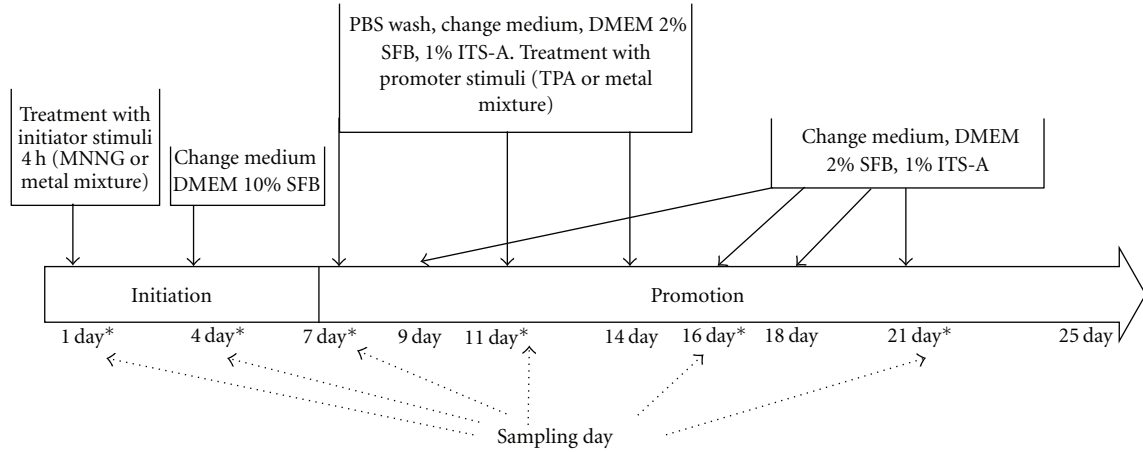 PBS wash, change medium, DMEM 2%
SFB, 1% ITS-A. Treatment with
promoter stimuli (TPA or metal
mixture)
Treatment with
initiator stimuli
4 h (MNNG or
metal mixture)
Change medium
DMEM 10% SFB
Change medium, DMEM
2% SFB, 1% ITS-A
Initiation
Promotion
1 day*
4 day*
7 day*
9 day
11 day*
14 day
16 day*
18 day
21 day*
25 day
Sampling day